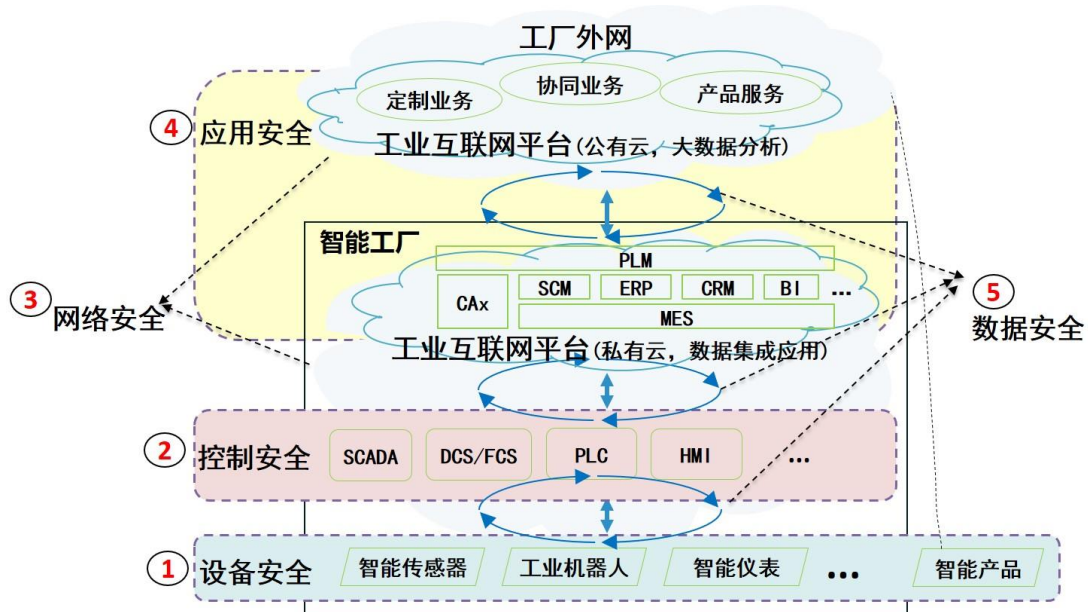 工厂外网
定制业务
协同业务
产品服务
④ 应用安全
工业互联网平台(公有云，大数据分析)
智能工厂
PLM
CAx
SCM
ERP
CRM
BI
...
MES
③
网络安全
⑤
数据安全
工业互联网平台(私有云，数据集成应用)
② 控制安全
SCADA
DCS/FCS
PLC
HMI
...
① 设备安全
智能传感器
工业机器人
智能仪表
...
智能产品